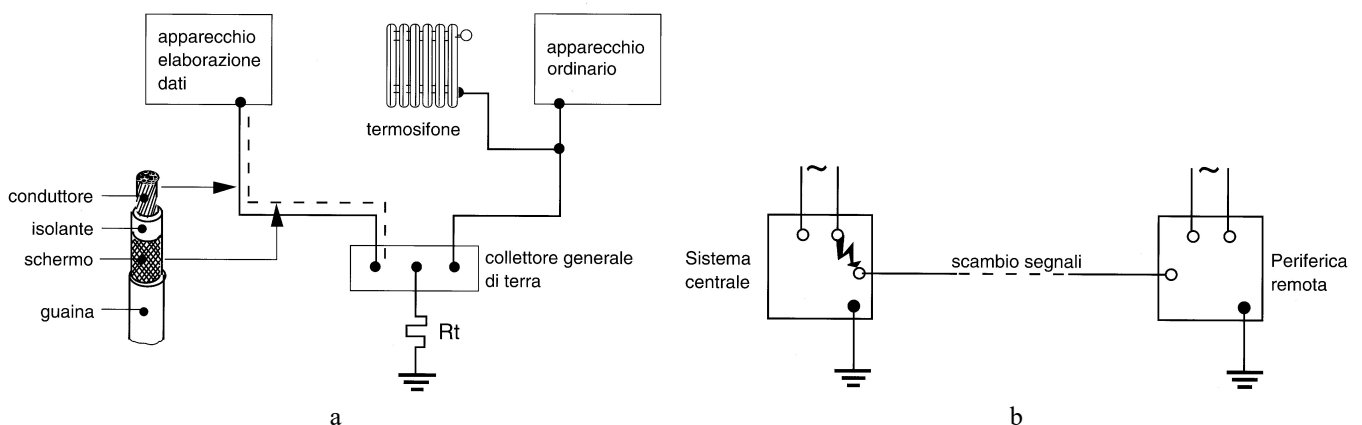 apparecchio
elaborazione
dati
termosifone
apparecchio
ordinario
conduttore
isolante
schermo
guaina
collettore generale
di terra
Rt
a
~
~
Sistema
centrale
scambio segnali
Periferica
remota
b